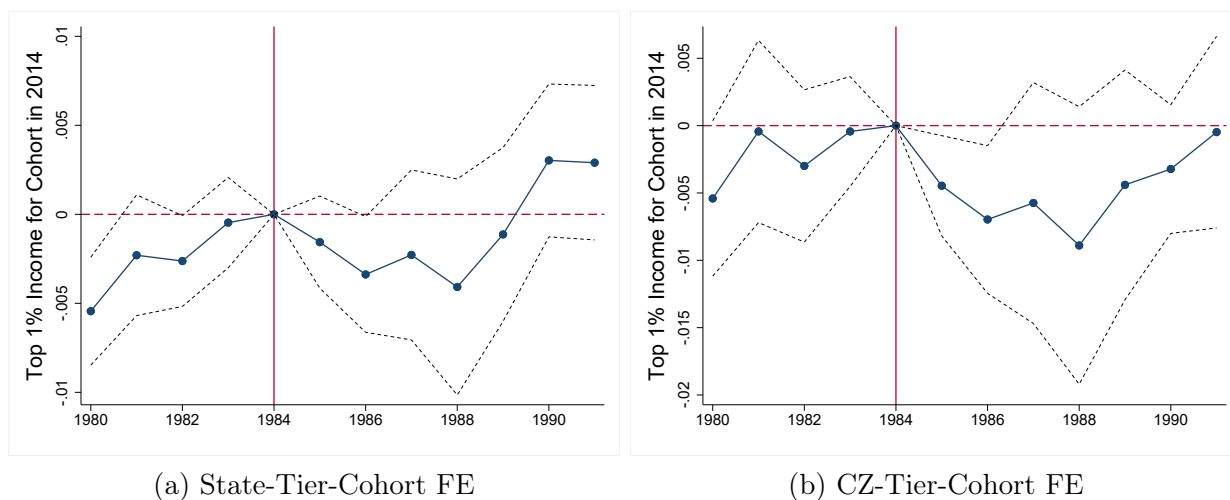 Top 1% Income for Cohort in 2014
.01
.005
0
-.005
-.01
1980 1982 1984 1986 1988 1990
(a) State-Tier-Cohort FE
Top 1% Income for Cohort in 2014
.005
0
-.005
-.01
-.015
-.02
1980 1982 1984 1986 1988 1990
(b) CZ-Tier-Cohort FE